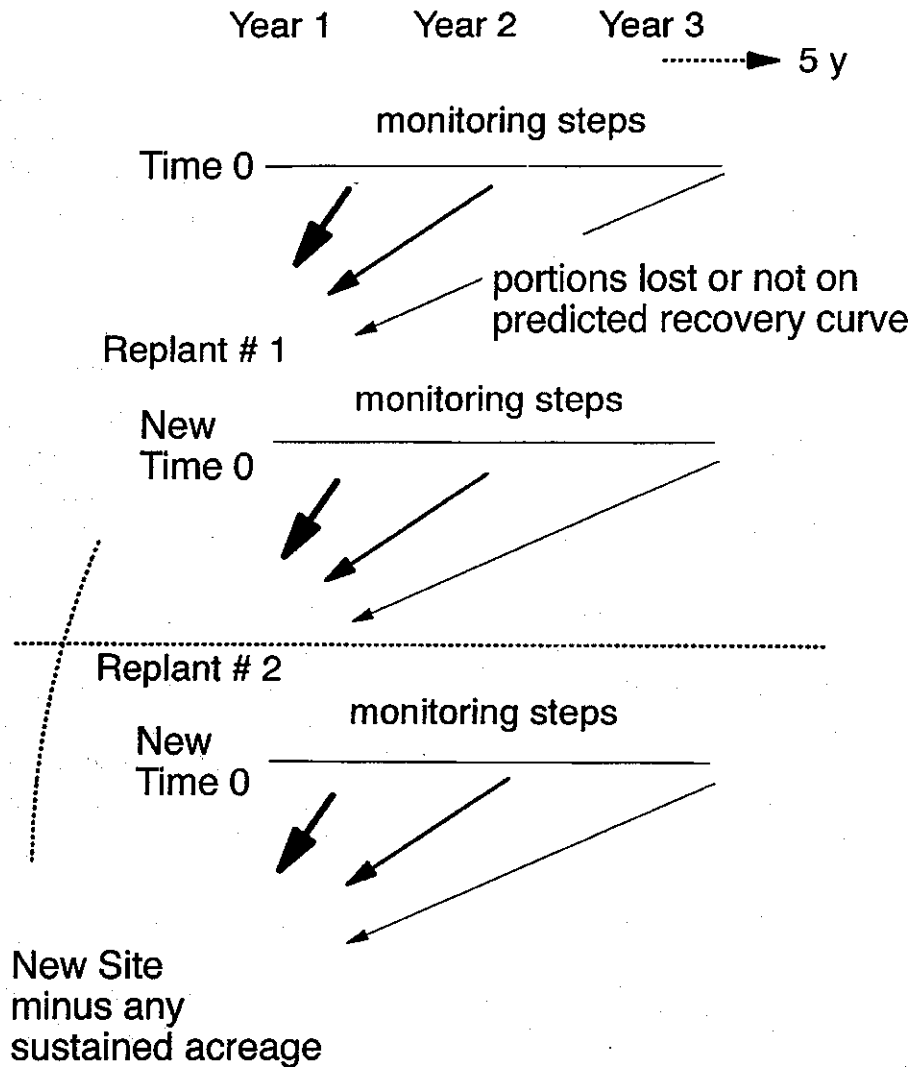 Year 1 Year 2 Year 3
5 y
monitoring steps
Time 0
portions lost or not on
predicted recovery curve
Replant # 1
monitoring steps
New
Time 0
Replant # 2
monitoring steps
New
Time 0
New Site
minus any
sustained acreage